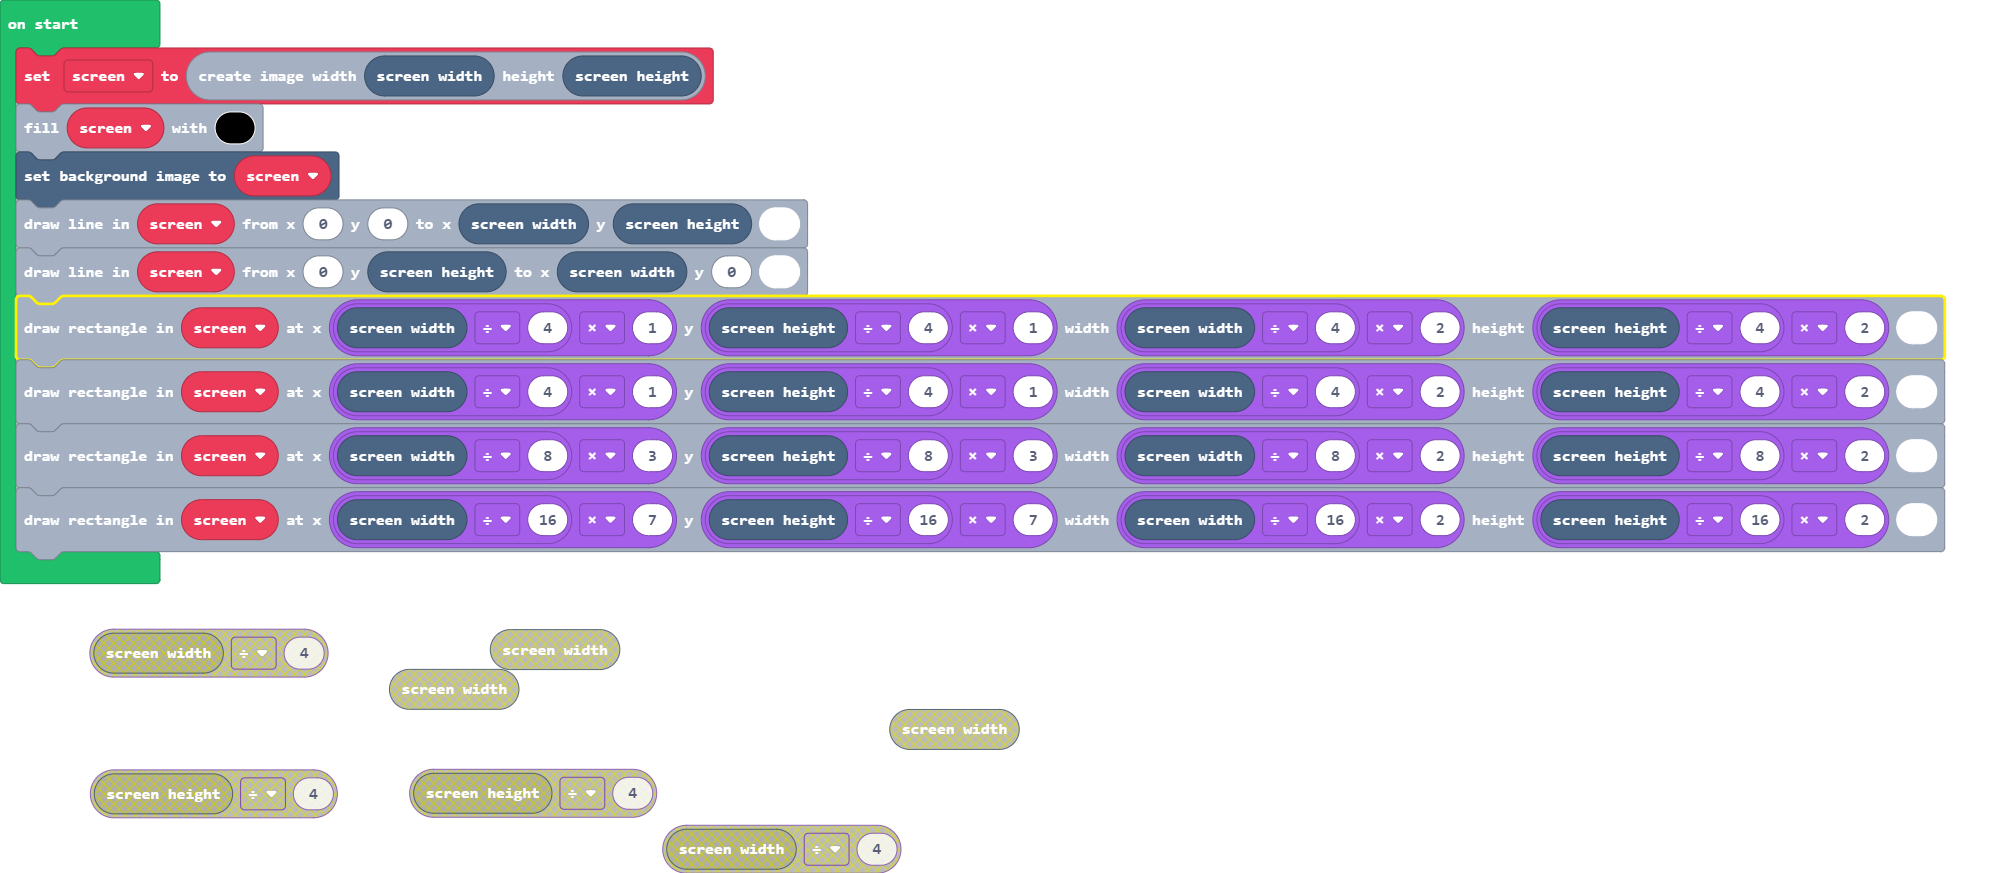 on start
set screen to create image width screen width height screen height
fill screen with
set background image to screen
draw line in screen from x 0 y 0 to x screen width y screen height
draw line in screen from x 0 y screen height to x screen width y 0
draw rectangle in screen at x screen width ÷ 4 × 1 y screen height ÷ 4 × 1 width screen width ÷ 4 × 2 height screen height ÷ 4 × 2
draw rectangle in screen at x screen width ÷ 4 × 1 y screen height ÷ 4 × 1 width screen width ÷ 4 × 2 height screen height ÷ 4 × 2
draw rectangle in screen at x screen width ÷ 8 × 3 y screen height ÷ 8 × 3 width screen width ÷ 8 × 2 height screen height ÷ 8 × 2
draw rectangle in screen at x screen width ÷ 16 × 7 y screen height ÷ 16 × 7 width screen width ÷ 16 × 2 height screen height ÷ 16 × 2
screen width ÷ 4
screen width
screen width
screen width
screen height ÷ 4
screen height ÷ 4
screen width ÷ 4